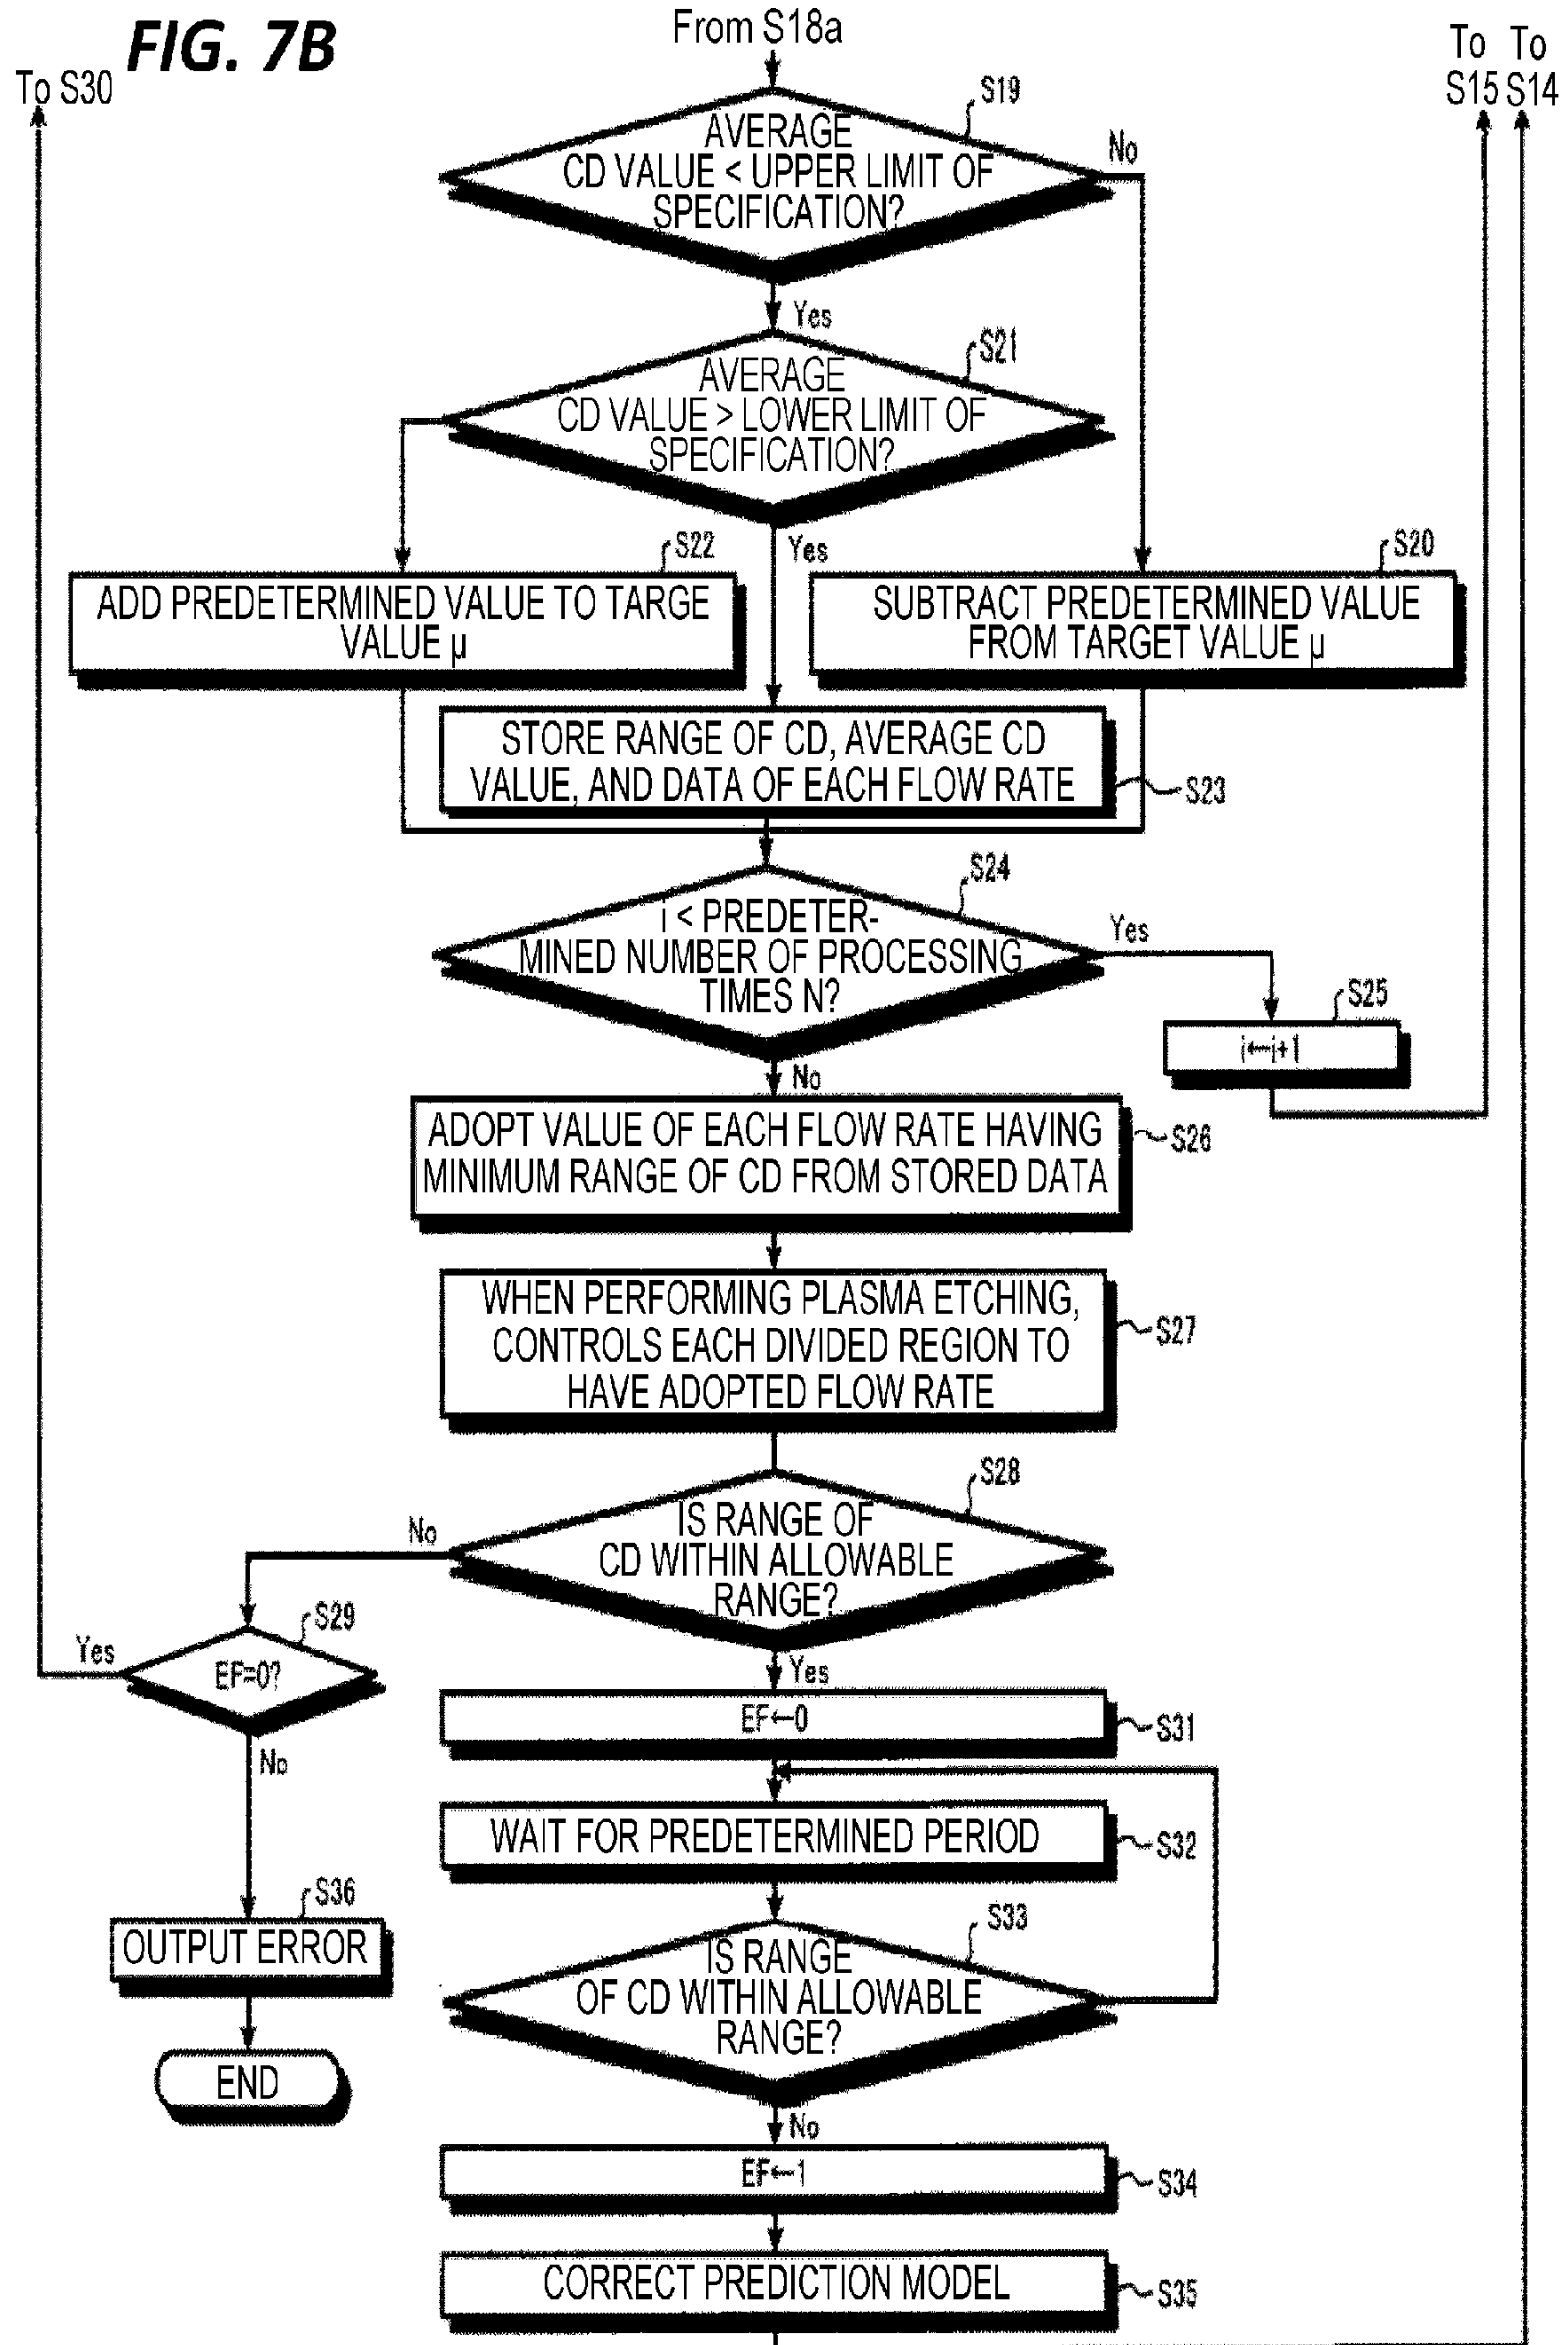 FIG. 7B
From S18a
To S30
To To
S15 S14
S19
AVERAGE
CD VALUE < UPPER LIMIT OF
SPECIFICATION?
No
Yes
S21
AVERAGE
CD VALUE > LOWER LIMIT OF
SPECIFICATION?
Yes
S22
ADD PREDETERMINED VALUE TO TARGE
VALUE μ
S20
SUBTRACT PREDETERMINED VALUE
FROM TARGET VALUE μ
STORE RANGE OF CD, AVERAGE CD
VALUE, AND DATA OF EACH FLOW RATE
S23
S24
i < PREDETER-
MINED NUMBER OF PROCESSING
TIMES N?
Yes
S25
i←i+1
No
ADOPT VALUE OF EACH FLOW RATE HAVING
MINIMUM RANGE OF CD FROM STORED DATA
S26
WHEN PERFORMING PLASMA ETCHING,
CONTROLS EACH DIVIDED REGION TO
HAVE ADOPTED FLOW RATE
S27
S28
IS RANGE OF
CD WITHIN ALLOWABLE
RANGE?
No
S29
Yes
EF=0?
Yes
EF←0
S31
No
WAIT FOR PREDETERMINED PERIOD
S32
S36
OUTPUT ERROR
S33
IS RANGE
OF CD WITHIN ALLOWABLE
RANGE?
END
No
EF←1
S34
CORRECT PREDICTION MODEL
S35